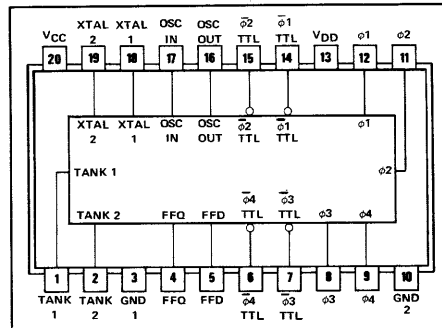 VCC XTAL 2 XTAL 1 OSC IN OSC OUT φ̅2 TTL φ̅1 TTL VDD φ1 φ2
20 19 18 17 16 15 14 13 12 11
XTAL 2 XTAL 1 OSC IN OSC OUT φ̅2 TTL φ̅1 TTL φ1
TANK 1 φ2
TANK 2 FFQ FFD φ̅4 TTL φ̅3 TTL φ3 φ4
1 2 3 4 5 6 7 8 9 10
TANK 1 TANK 2 GND 1 FFQ FFD φ̅4 TTL φ̅3 TTL φ3 φ4 GND 2